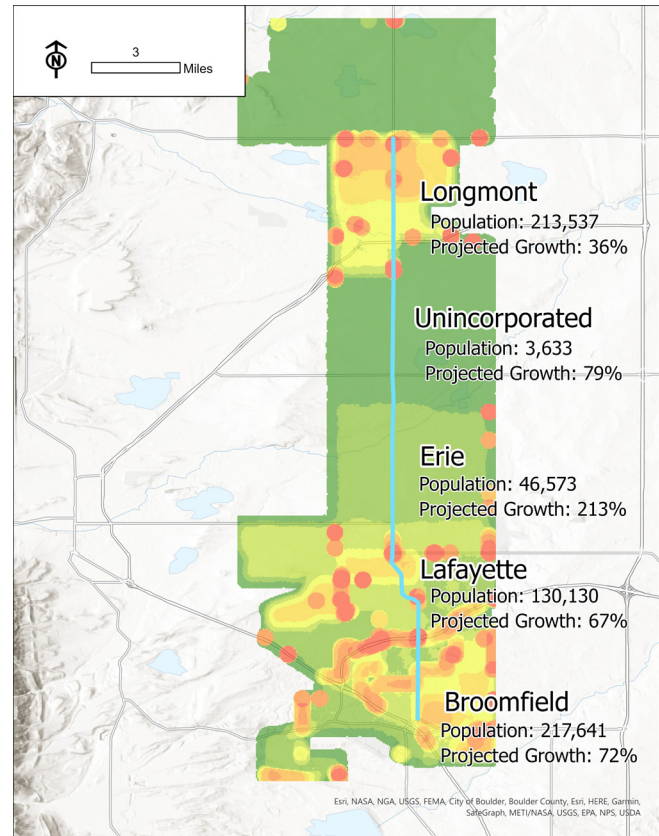 N
3
Miles
Longmont
Population: 213,537
Projected Growth: 36%
Unincorporated
Population: 3,633
Projected Growth: 79%
Erie
Population: 46,573
Projected Growth: 213%
Lafayette
Population: 130,130
Projected Growth: 67%
Broomfield
Population: 217,641
Projected Growth: 72%
Esri, NASA, NGA, USGS, FEMA, City of Boulder, Boulder County, Esri, HERE, Garmin,
SafeGraph, METI/NASA, USGS, EPA, NPS, USDA